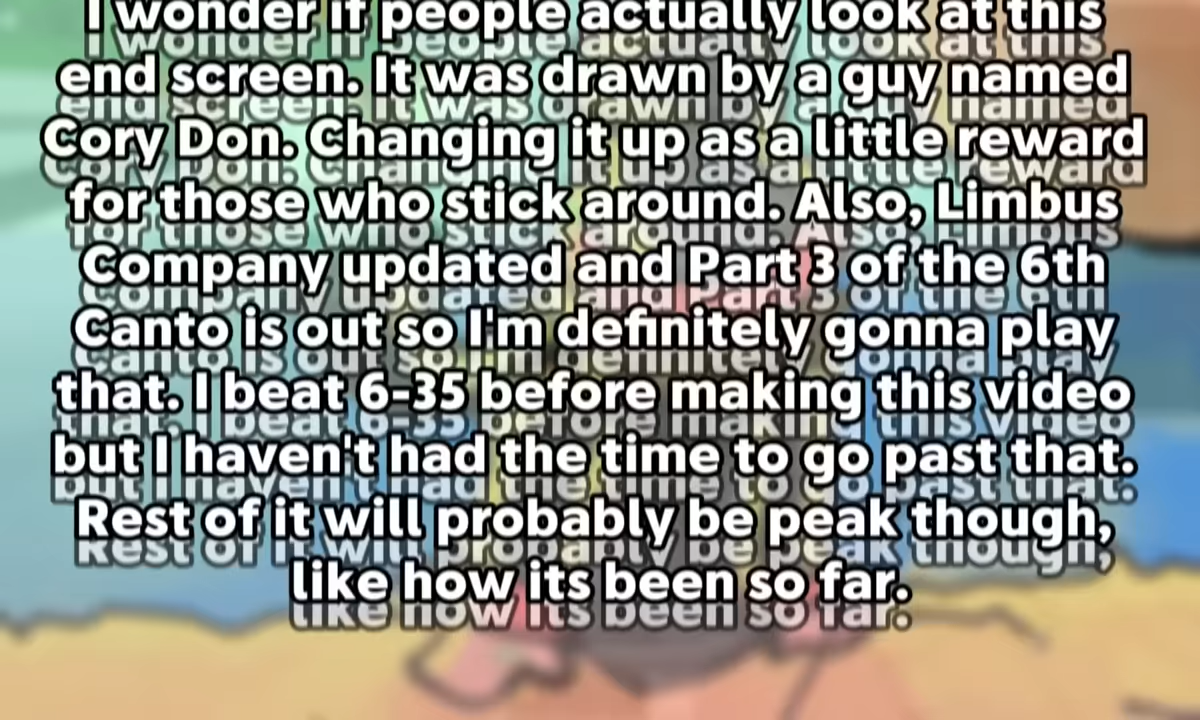 I wonder if people actually look at this
end screen. It was drawn by a guy named
Cory Don. Changing it up as a little reward
for those who stick around. Also, Limbus
Company updated and Part 3 of the 6th
Canto is out so I'm definitely gonna play
that. I beat 6-35 before making this video
but I haven't had the time to go past that.
Rest of it will probably be peak though,
like how its been so far.